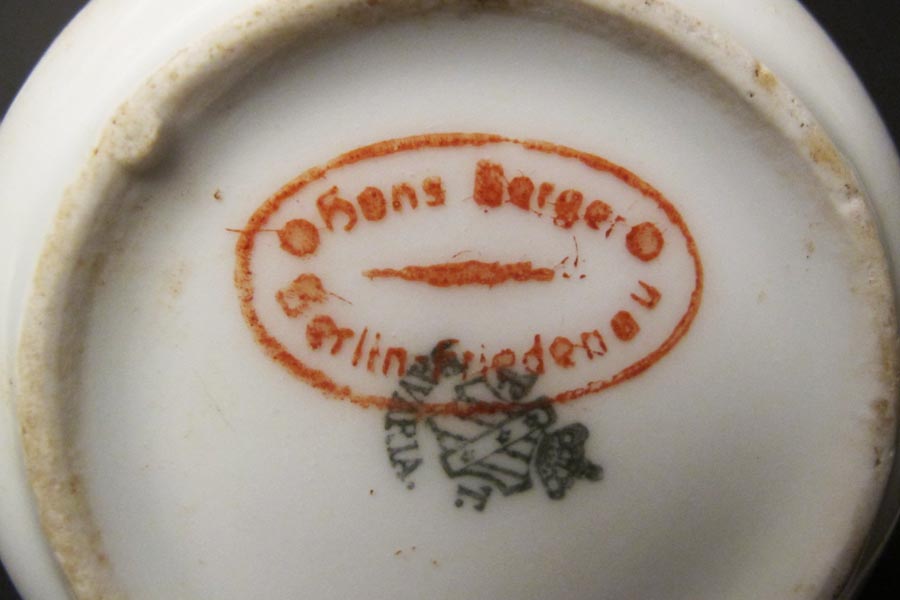 Hans Berger
Berlin-Friedenau
T.